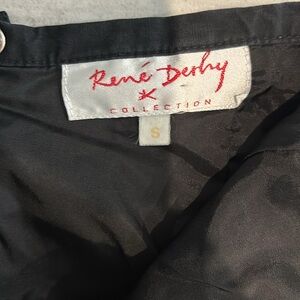 René Derhy
COLLECTION
S